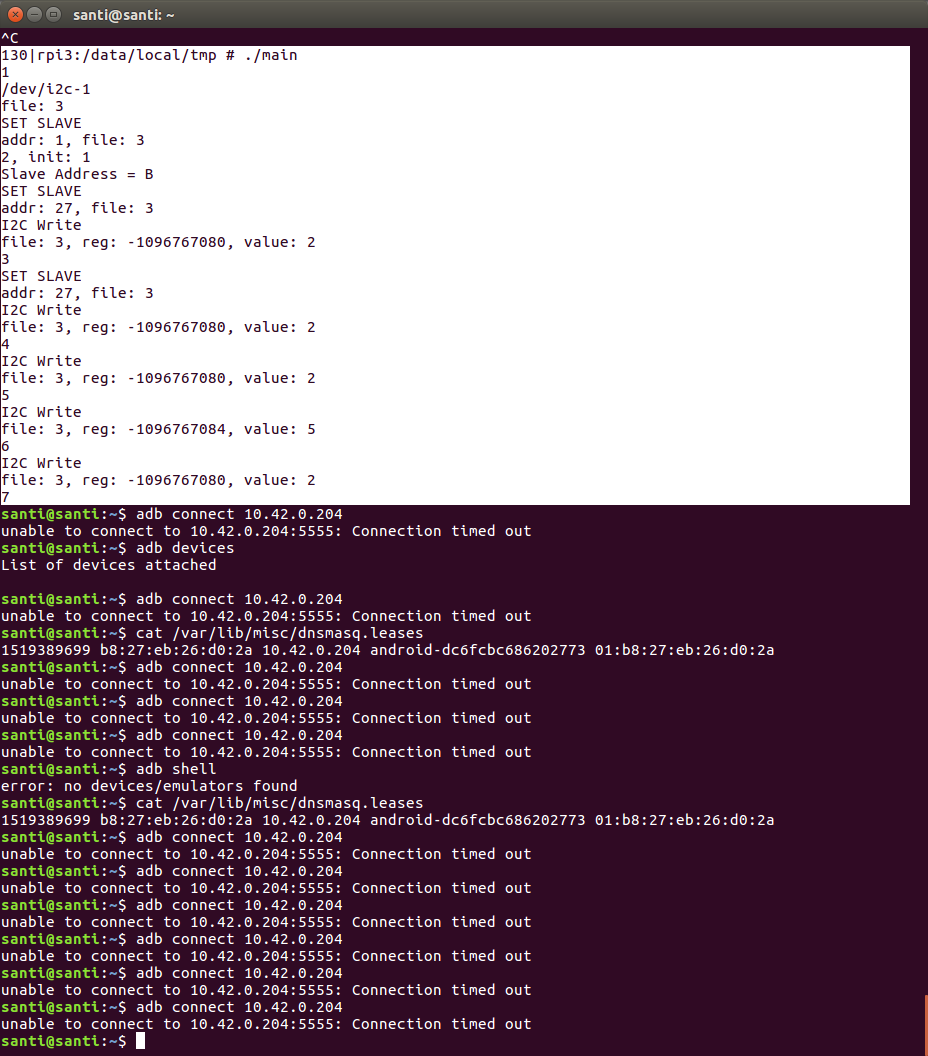 santi@santi: ~
^C
130|rpi3:/data/local/tmp # ./main
1
/dev/i2c-1
file: 3
SET SLAVE
addr: 1, file: 3
2, init: 1
Slave Address = B
SET SLAVE
addr: 27, file: 3
I2C Write
file: 3, reg: -1096767080, value: 2
3
SET SLAVE
addr: 27, file: 3
I2C Write
file: 3, reg: -1096767080, value: 2
4
I2C Write
file: 3, reg: -1096767080, value: 2
5
I2C Write
file: 3, reg: -1096767084, value: 5
6
I2C Write
file: 3, reg: -1096767080, value: 2
7
santi@santi:~$ adb connect 10.42.0.204
unable to connect to 10.42.0.204:5555: Connection timed out
santi@santi:~$ adb devices
List of devices attached
santi@santi:~$ adb connect 10.42.0.204
unable to connect to 10.42.0.204:5555: Connection timed out
santi@santi:~$ cat /var/lib/misc/dnsmasq.leases
1519389699 b8:27:eb:26:d0:2a 10.42.0.204 android-dc6fcbc686202773 01:b8:27:eb:26:d0:2a
santi@santi:~$ adb connect 10.42.0.204
unable to connect to 10.42.0.204:5555: Connection timed out
santi@santi:~$ adb connect 10.42.0.204
unable to connect to 10.42.0.204:5555: Connection timed out
santi@santi:~$ adb connect 10.42.0.204
unable to connect to 10.42.0.204:5555: Connection timed out
santi@santi:~$ adb shell
error: no devices/emulators found
santi@santi:~$ cat /var/lib/misc/dnsmasq.leases
1519389699 b8:27:eb:26:d0:2a 10.42.0.204 android-dc6fcbc686202773 01:b8:27:eb:26:d0:2a
santi@santi:~$ adb connect 10.42.0.204
unable to connect to 10.42.0.204:5555: Connection timed out
santi@santi:~$ adb connect 10.42.0.204
unable to connect to 10.42.0.204:5555: Connection timed out
santi@santi:~$ adb connect 10.42.0.204
unable to connect to 10.42.0.204:5555: Connection timed out
santi@santi:~$ adb connect 10.42.0.204
unable to connect to 10.42.0.204:5555: Connection timed out
santi@santi:~$ adb connect 10.42.0.204
unable to connect to 10.42.0.204:5555: Connection timed out
santi@santi:~$ adb connect 10.42.0.204
unable to connect to 10.42.0.204:5555: Connection timed out
santi@santi:~$